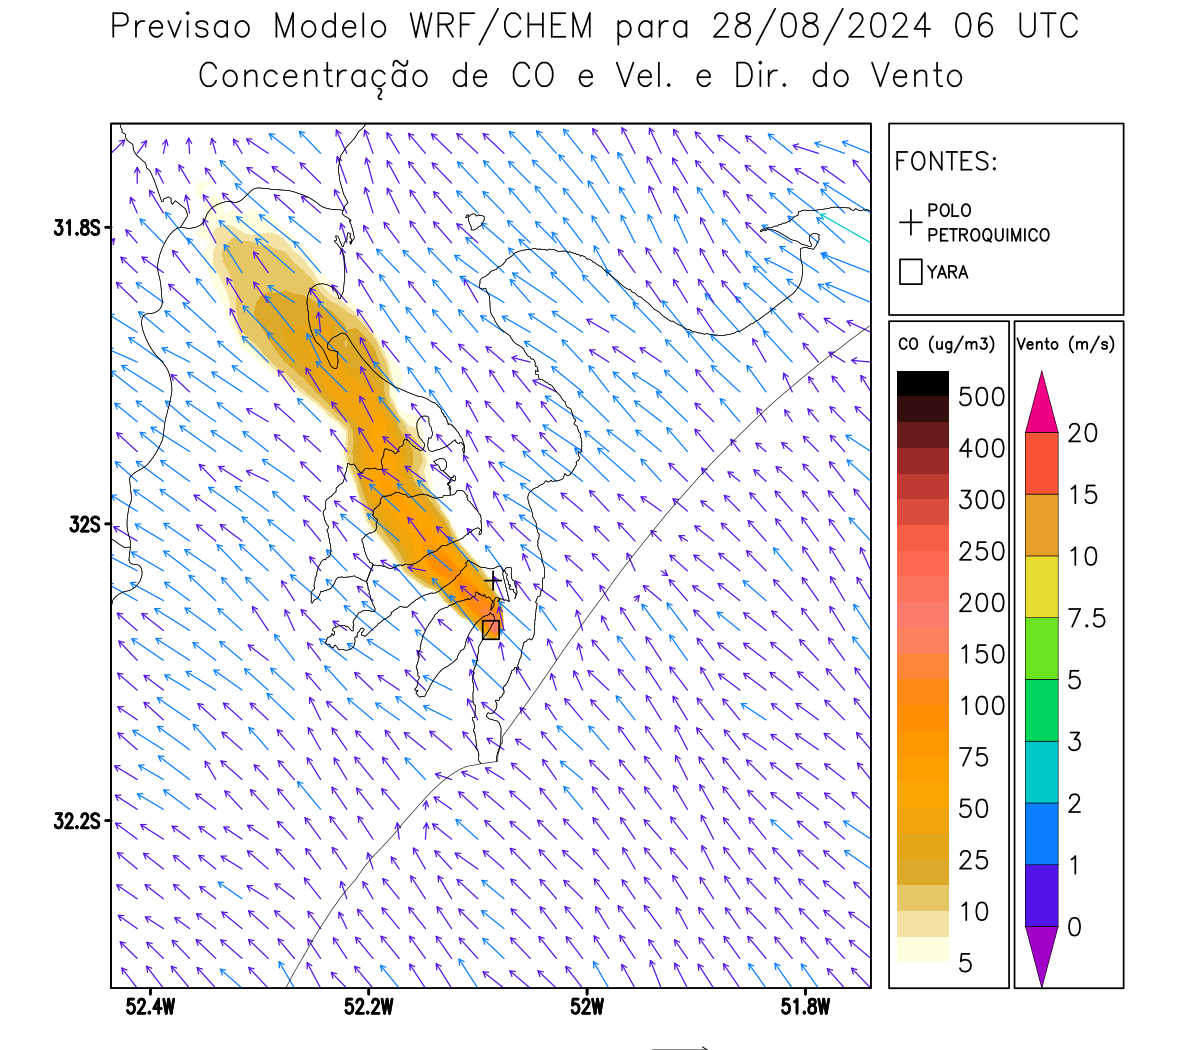 Previsao Modelo WRF/CHEM para 28/08/2024 06 UTC
Concentração de CO e Vel. e Dir. do Vento
FONTES:
POLO
PETROQUIMICO
YARA
CO (ug/m3)
500
400
300
250
200
150
100
75
50
25
10
5
Vento (m/s)
20
15
10
7.5
5
3
2
1
0
31.8S
32S
32.2S
52.4W
52.2W
52W
51.8W